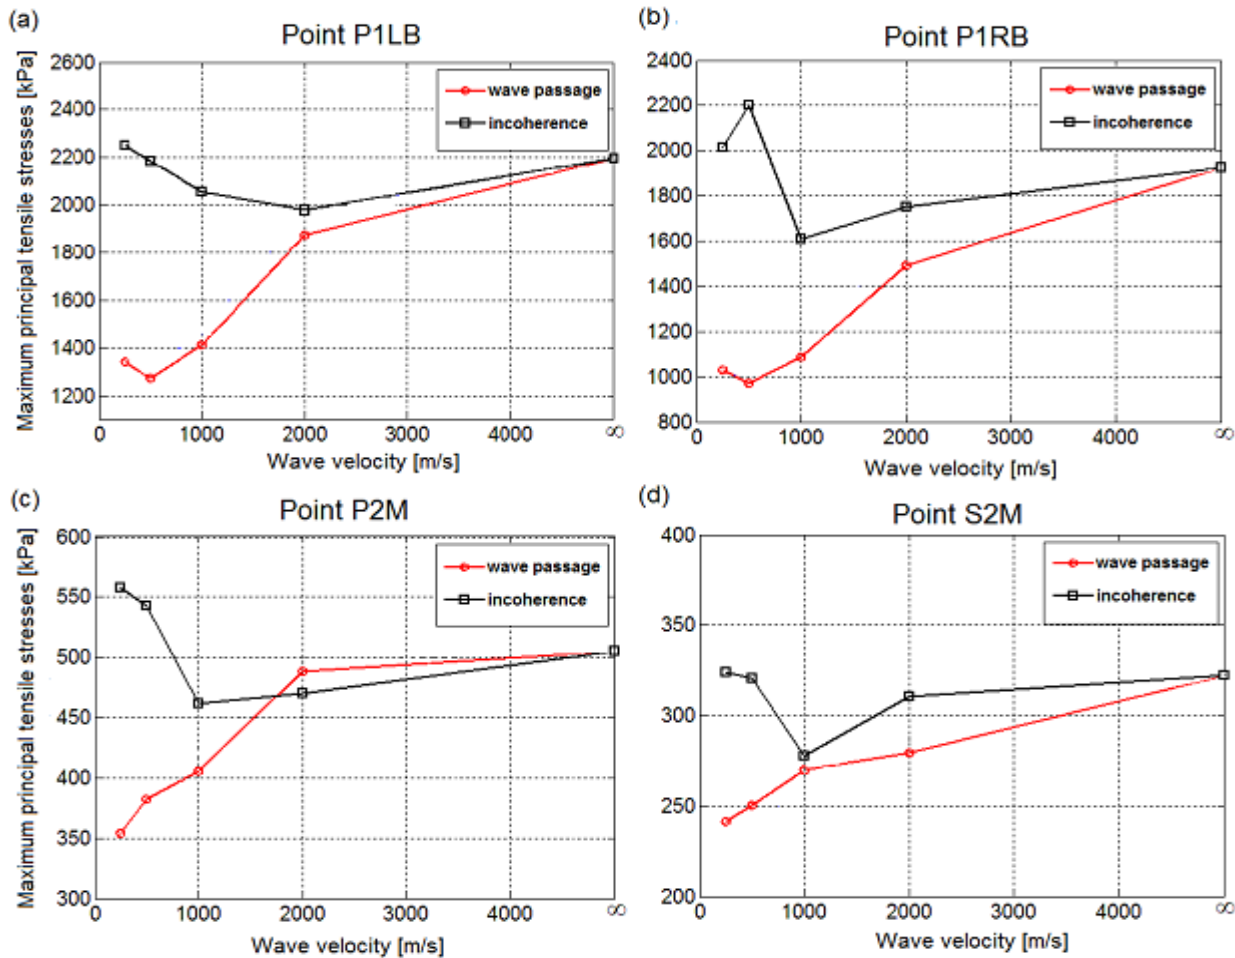 (a)
Point P1LB
Maximum principal tensile stresses [kPa]
2600
2400
2200
2000
1800
1600
1400
1200
wave passage
incoherence
0 1000 2000 3000 4000 ∞
Wave velocity [m/s]
(b)
Point P1RB
2400
2200
2000
1800
1600
1400
1200
1000
800
wave passage
incoherence
0 1000 2000 3000 4000 ∞
Wave velocity [m/s]
(c)
Point P2M
Maximum principal tensile stresses [kPa]
600
550
500
450
400
350
300
wave passage
incoherence
0 1000 2000 3000 4000 ∞
Wave velocity [m/s]
(d)
Point S2M
400
350
300
250
200
wave passage
incoherence
0 1000 2000 3000 4000 ∞
Wave velocity [m/s]